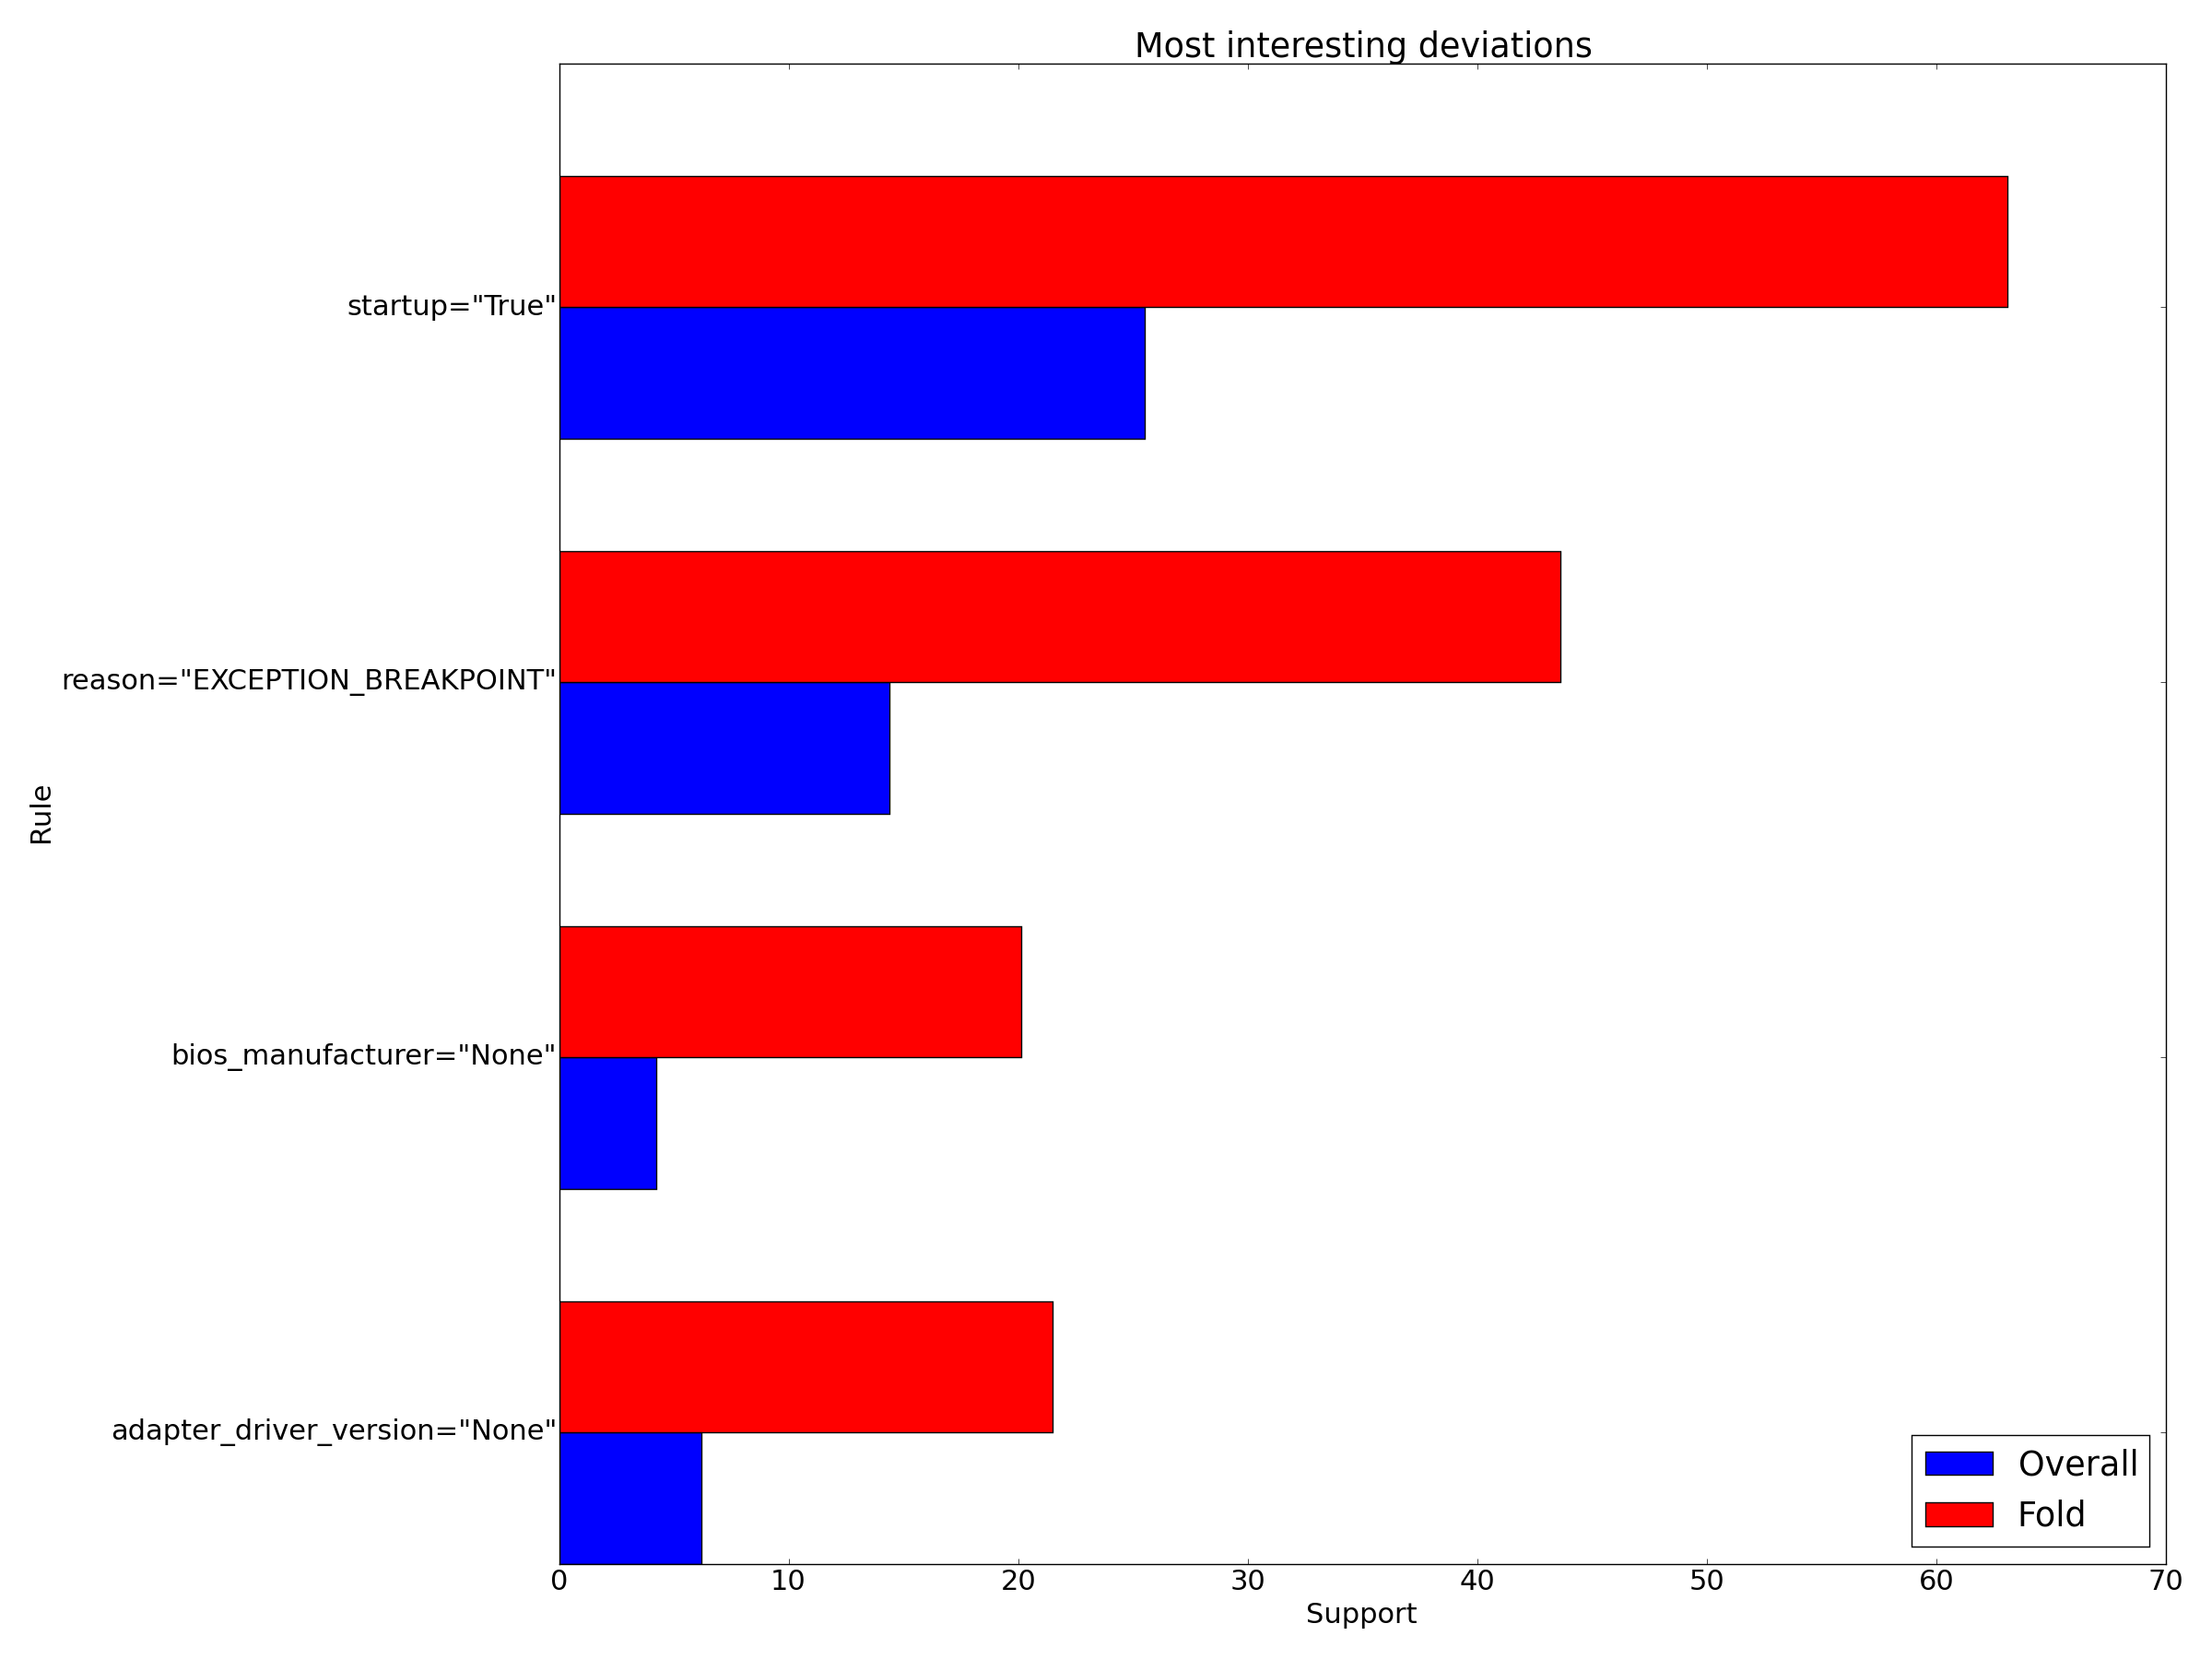 Most interesting deviations
startup="True"
reason="EXCEPTION_BREAKPOINT"
Rule
bios_manufacturer="None"
adapter_driver_version="None"
Overall
Fold
0 10 20 30 40 50 60 70
Support